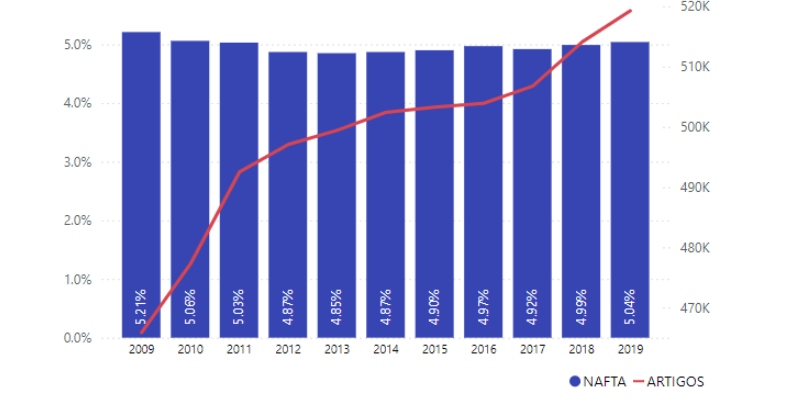 520K
5.0%
510K
4.0%
500K
3.0%
490K
2.0%
480K
1.0%
470K
0.0%
5.21% 5.06% 5.03% 4.87% 4.85% 4.87% 4.90% 4.97% 4.92% 4.99% 5.04%
2009 2010 2011 2012 2013 2014 2015 2016 2017 2018 2019
NAFTA ARTIGOS